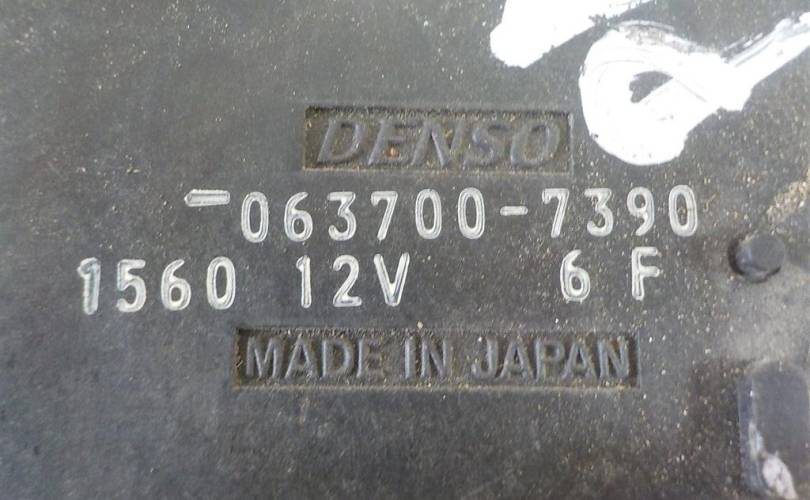 DENSO
-063700-7390
1560 12V 6 F
MADE IN JAPAN